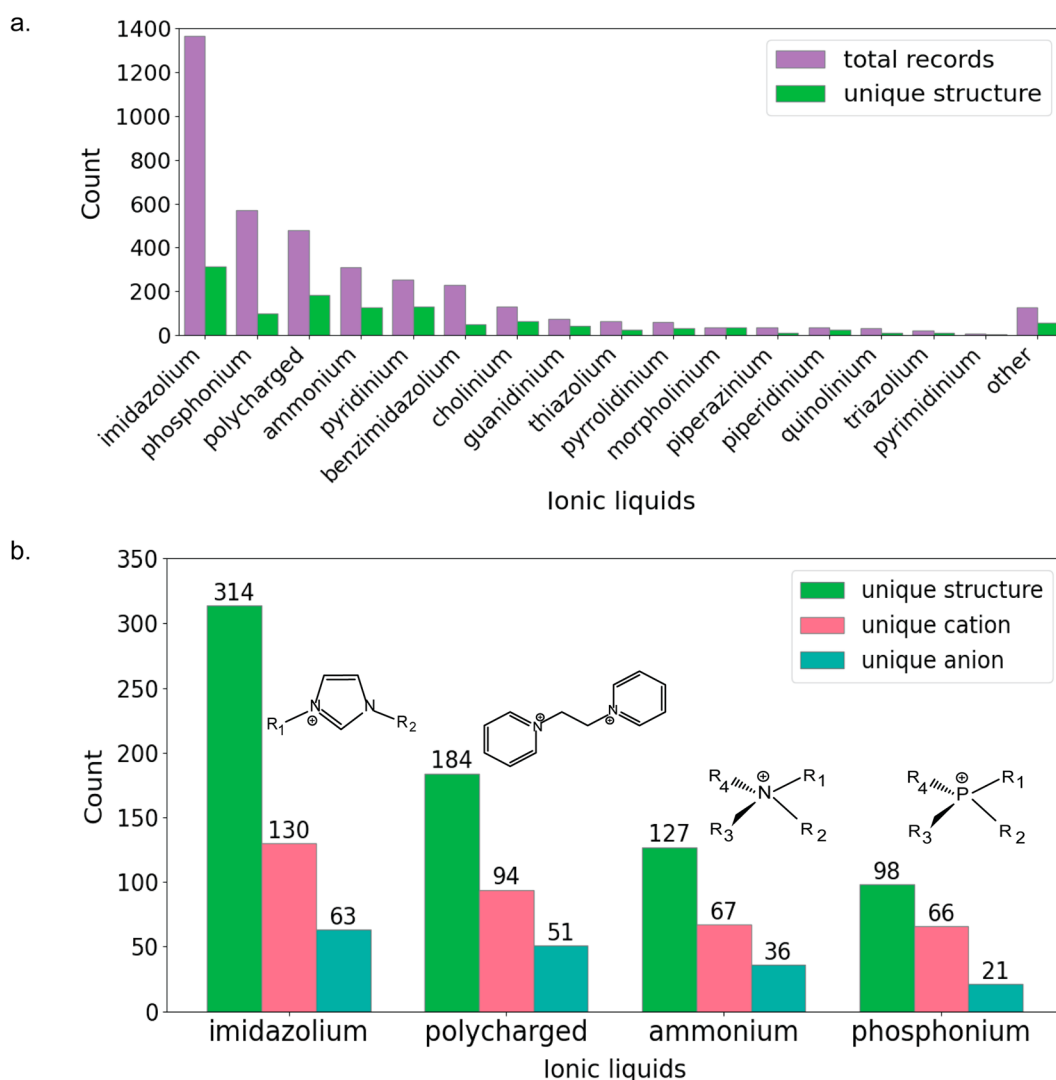 a.
1400
1200
1000
800
600
400
200
0
Count
total records
unique structure
imidazolium
phosphonium
polycharged
ammonium
pyridinium
benzimidazolium
cholinium
guanidinium
thiazolium
pyrrolidinium
morpholinium
piperazinium
piperidinium
quinolinium
triazolium
pyrimidinium
other
Ionic liquids
b.
350
300
250
200
150
100
50
0
Count
unique structure
unique cation
unique anion
314
130
63
184
94
51
127
67
36
98
66
21
R1 N ⊕ N R2
N ⊕ N ⊕
R4 N ⊕ R1 R3 R2
R4 P ⊕ R1 R3 R2
imidazolium
polycharged
ammonium
phosphonium
Ionic liquids